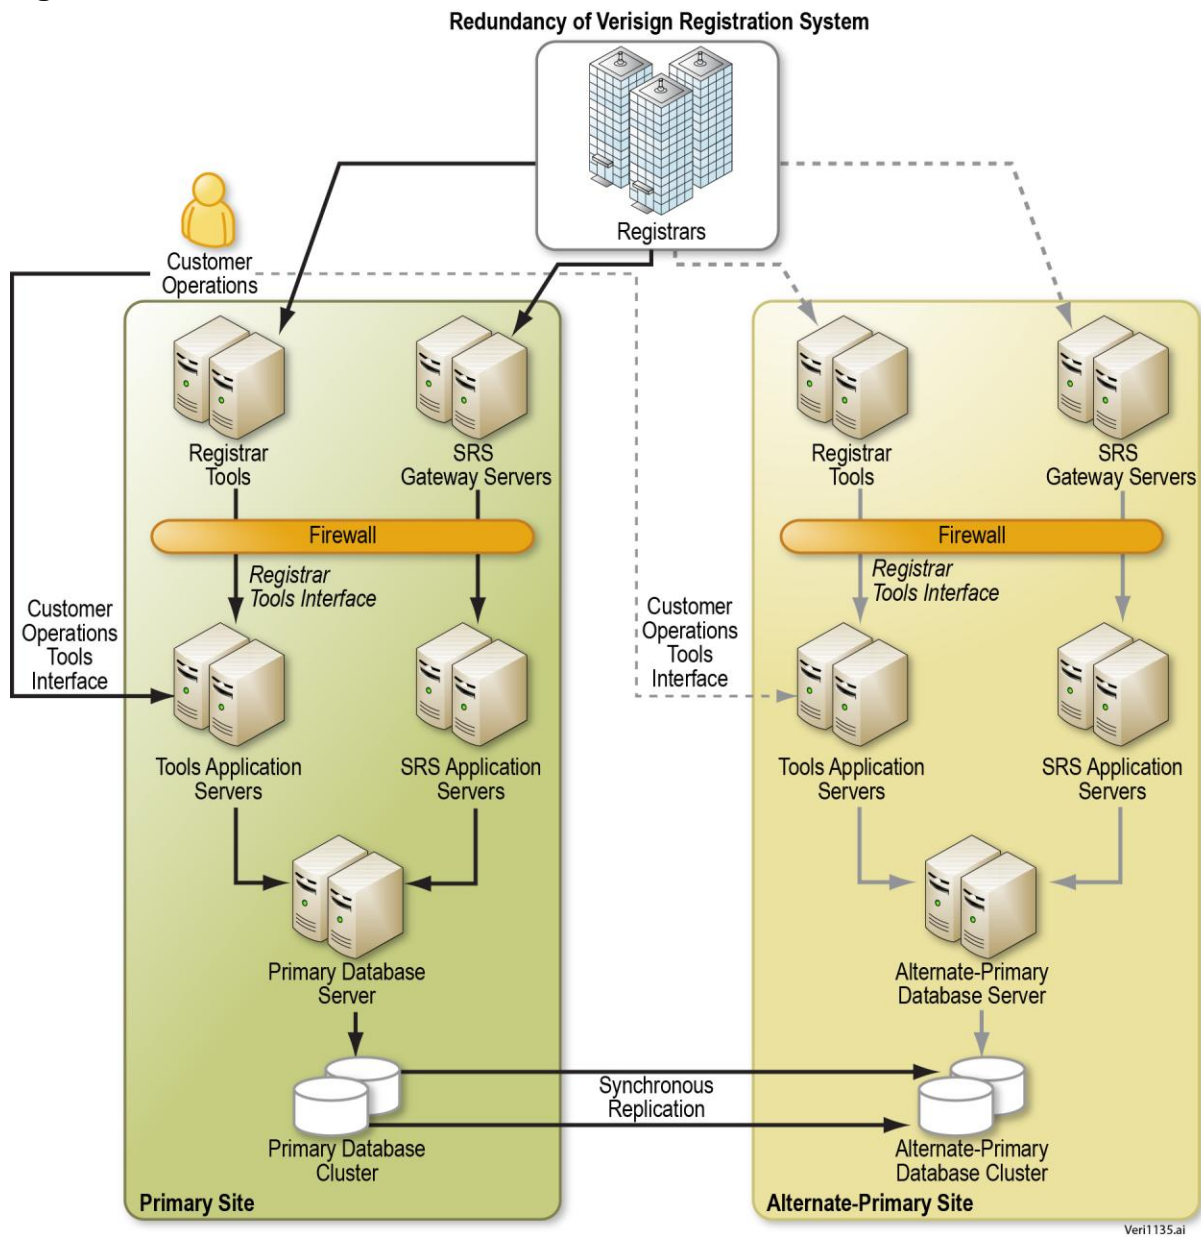 Redundancy of Verisign Registration System
Registrars
Customer
Operations
Registrar
Tools
SRS
Gateway Servers
Registrar
Tools
SRS
Gateway Servers
Firewall
Firewall
Registrar
Tools Interface
Registrar
Tools Interface
Customer
Operations
Tools
Interface
Customer
Operations
Tools
Interface
Tools Application
Servers
SRS Application
Servers
Tools Application
Servers
SRS Application
Servers
Primary Database
Server
Alternate-Primary
Database Server
Synchronous
Replication
Primary Database
Cluster
Alternate-Primary
Database Cluster
Primary Site
Alternate-Primary Site
Veri1135.ai